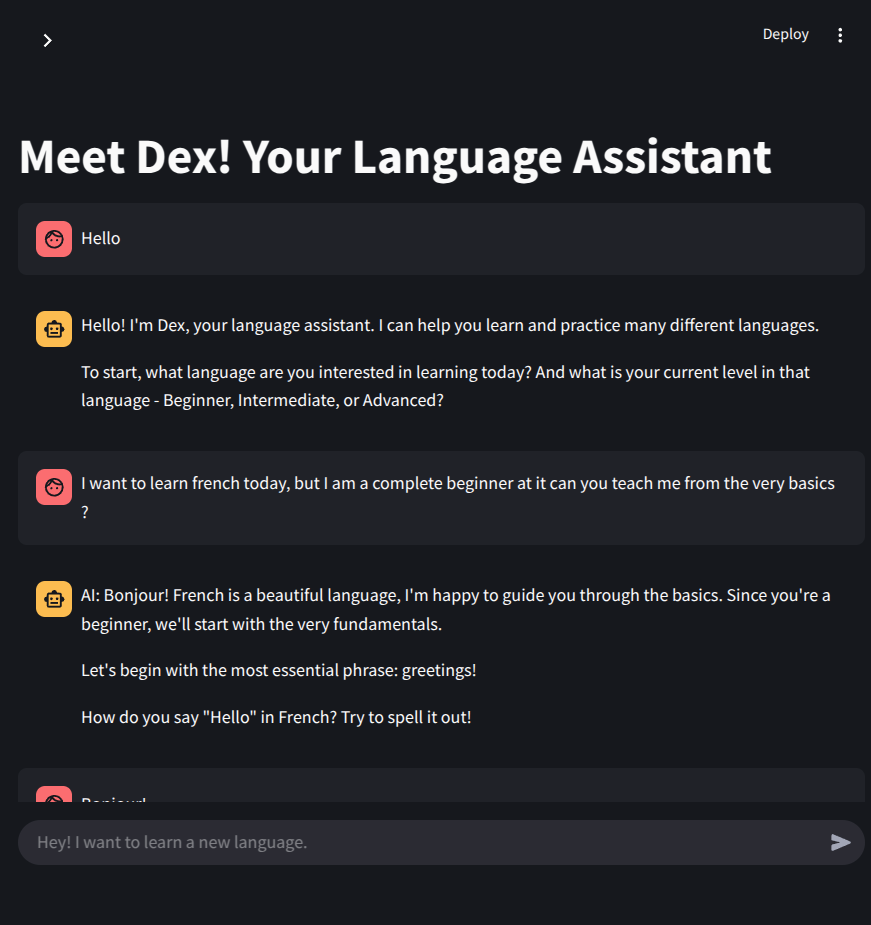 Deploy
Meet Dex! Your Language Assistant
Hello
Hello! I'm Dex, your language assistant. I can help you learn and practice many different languages.
To start, what language are you interested in learning today? And what is your current level in that
language - Beginner, Intermediate, or Advanced?
I want to learn french today, but I am a complete beginner at it can you teach me from the very basics
?
AI: Bonjour! French is a beautiful language, I'm happy to guide you through the basics. Since you're a
beginner, we'll start with the very fundamentals.
Let's begin with the most essential phrase: greetings!
How do you say "Hello" in French? Try to spell it out!
Bonjour!
Hey! I want to learn a new language.